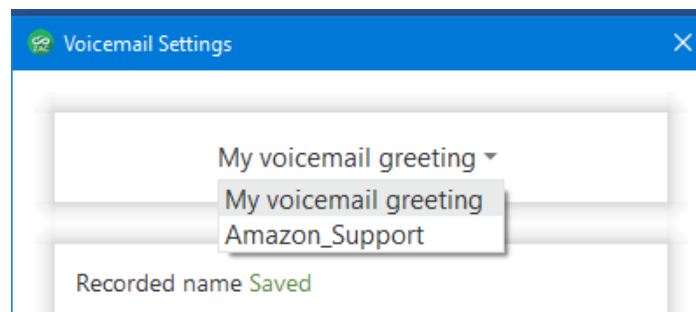 Voicemail Settings
My voicemail greeting
My voicemail greeting
Amazon_Support
Recorded name Saved